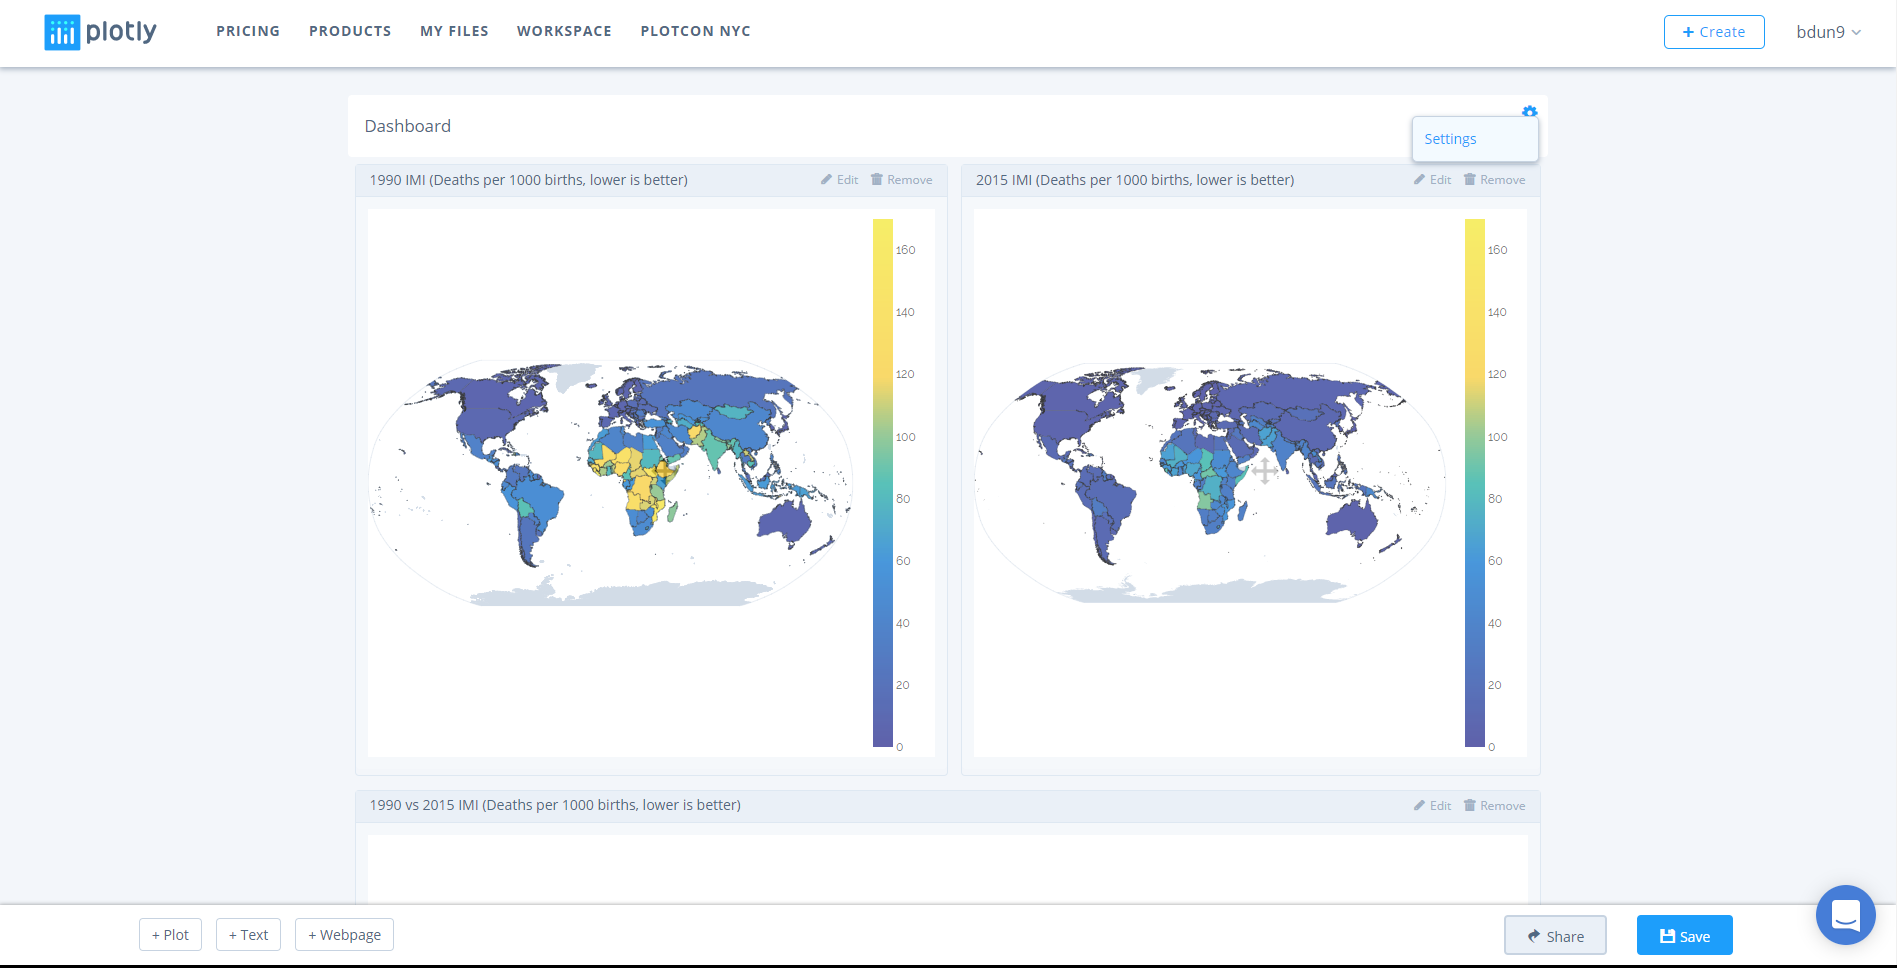 plotly PRICING PRODUCTS MY FILES WORKSPACE PLOTCON NYC + Create bdun9
Dashboard
Settings
1990 IMI (Deaths per 1000 births, lower is better) Edit Remove
160
140
120
100
80
60
40
20
0
2015 IMI (Deaths per 1000 births, lower is better) Edit Remove
160
140
120
100
80
60
40
20
0
1990 vs 2015 IMI (Deaths per 1000 births, lower is better) Edit Remove
+ Plot + Text + Webpage Share Save